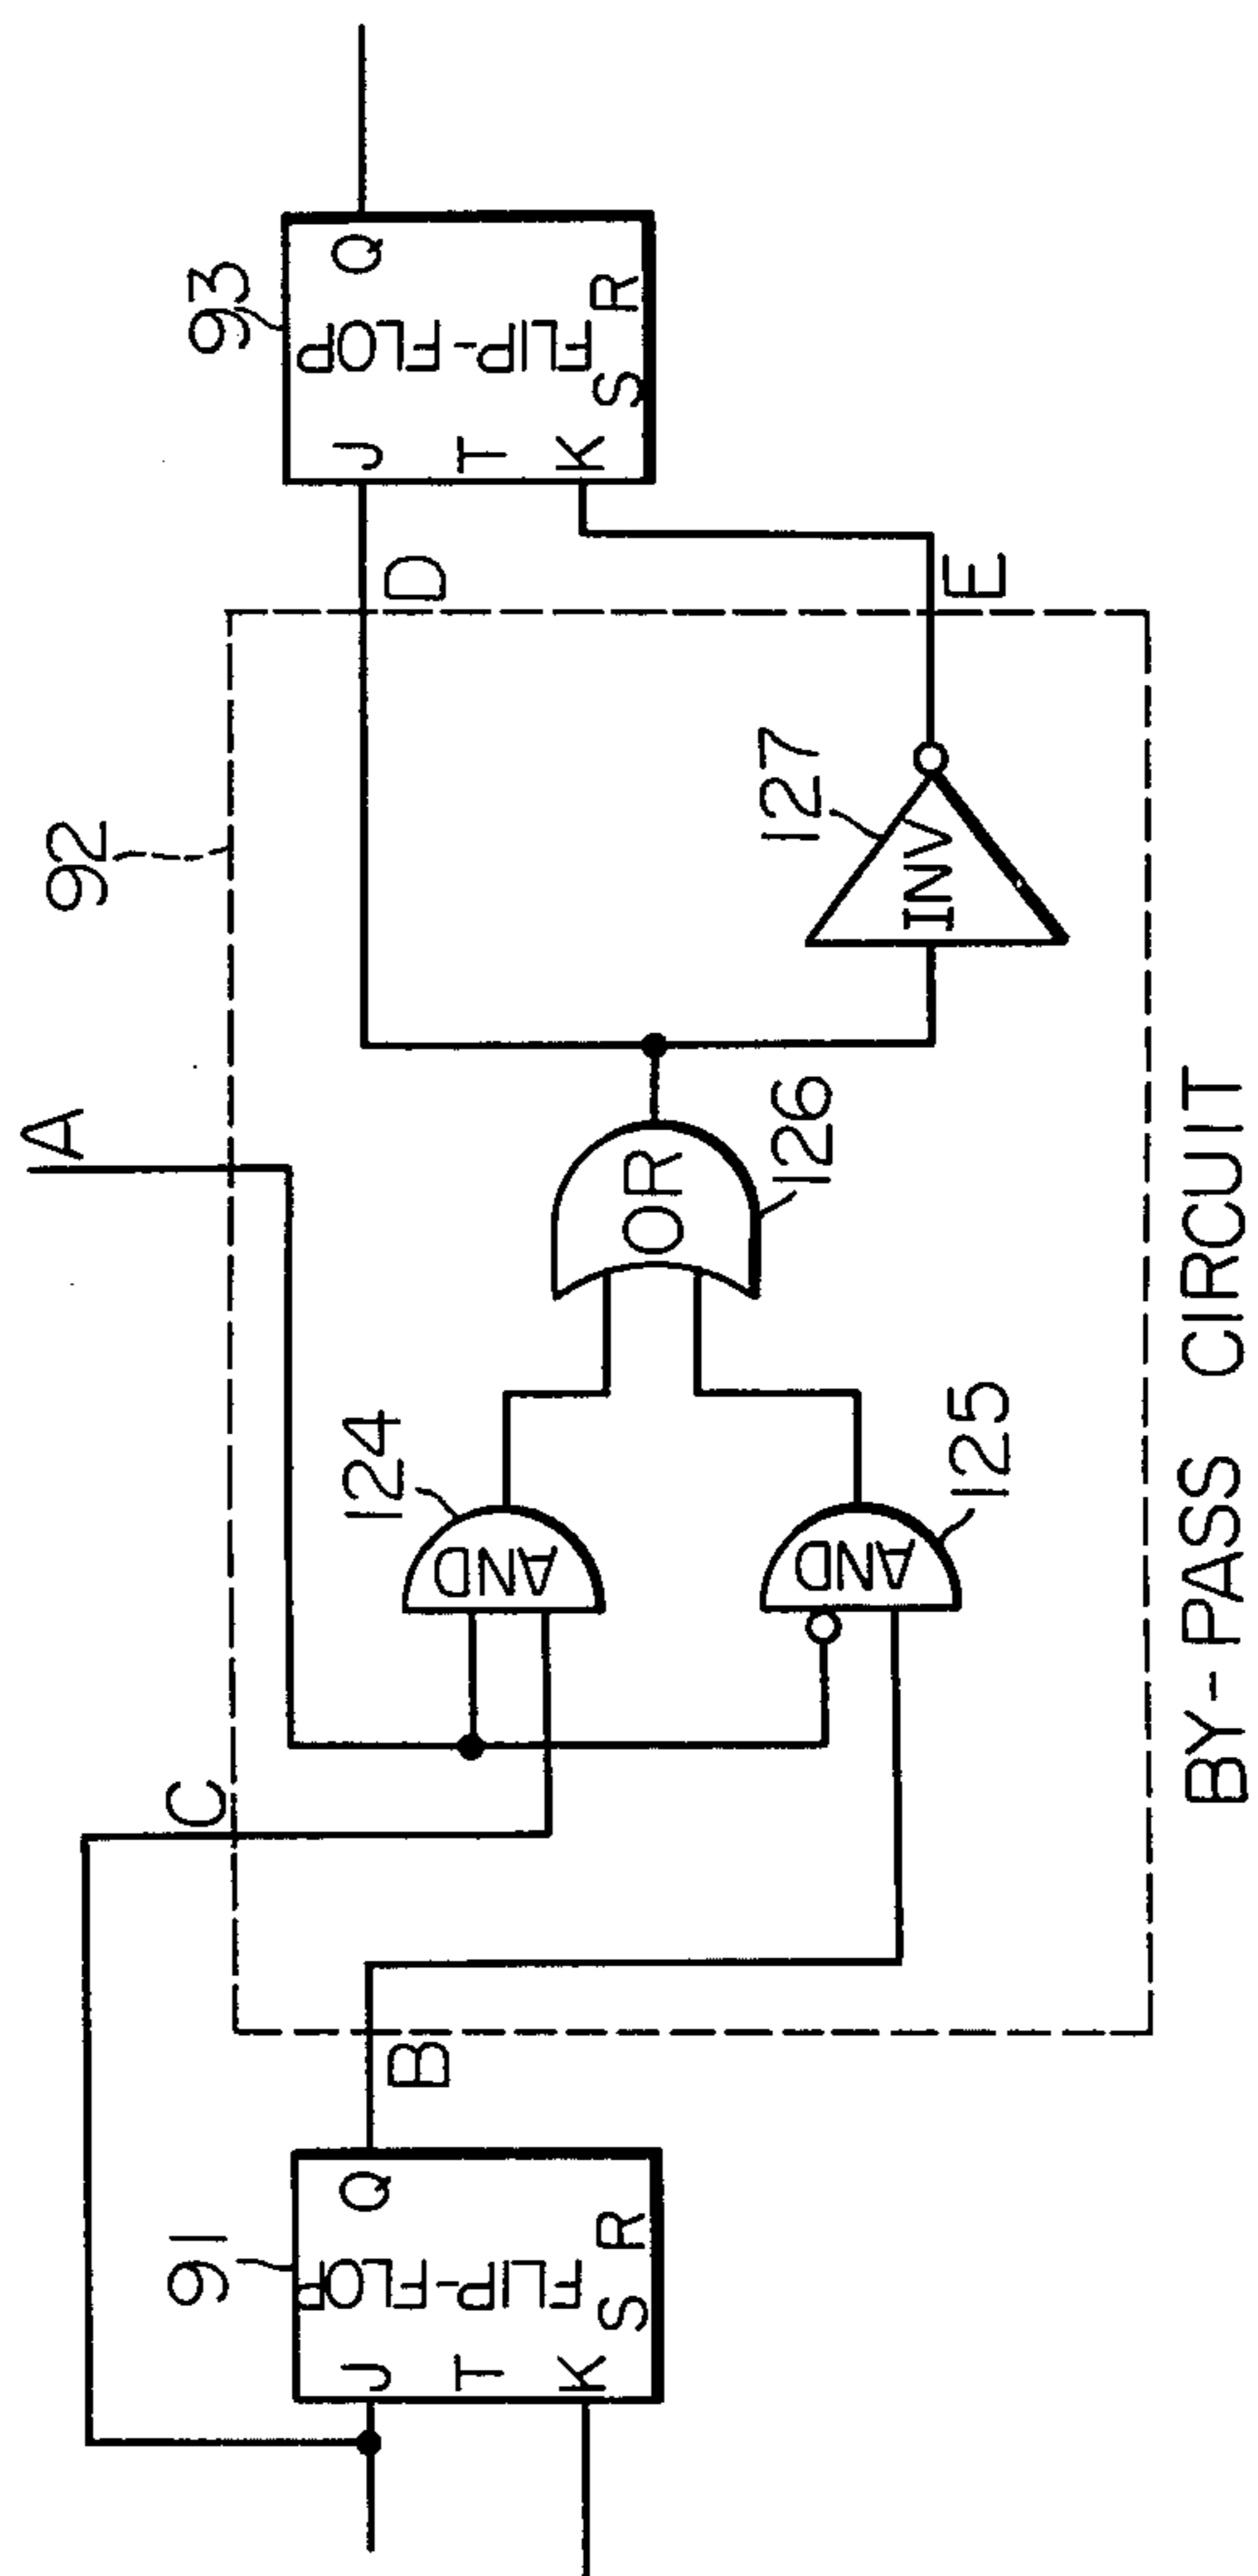 91
J
T
K
FLIP-FLOP
S
R
Q
B
C
A
92
124
AND
AND
125
OR
126
INV
127
D
E
93
J
T
K
FLIP-FLOP
S
R
Q
BY-PASS CIRCUIT